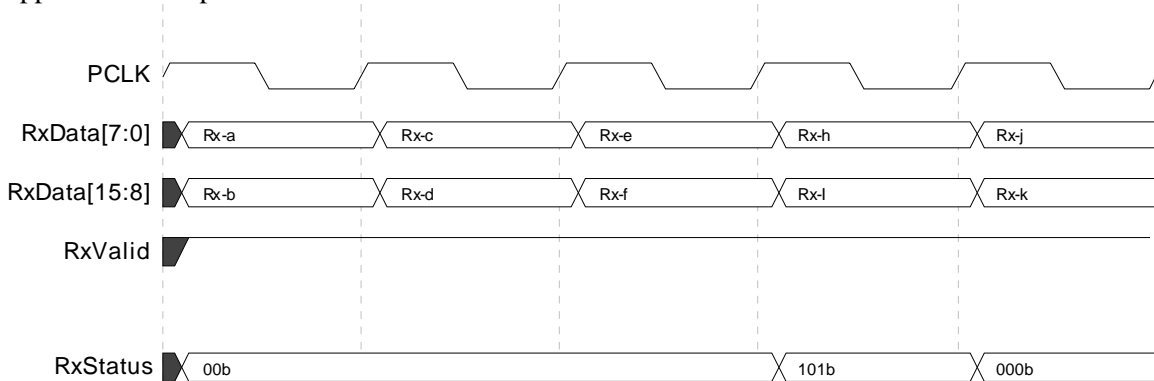 PCLK
RxData[7:0] Rx-a Rx-c Rx-e Rx-h Rx-j
RxData[15:8] Rx-b Rx-d Rx-f Rx-l Rx-k
RxValid
RxStatus 00b 101b 000b